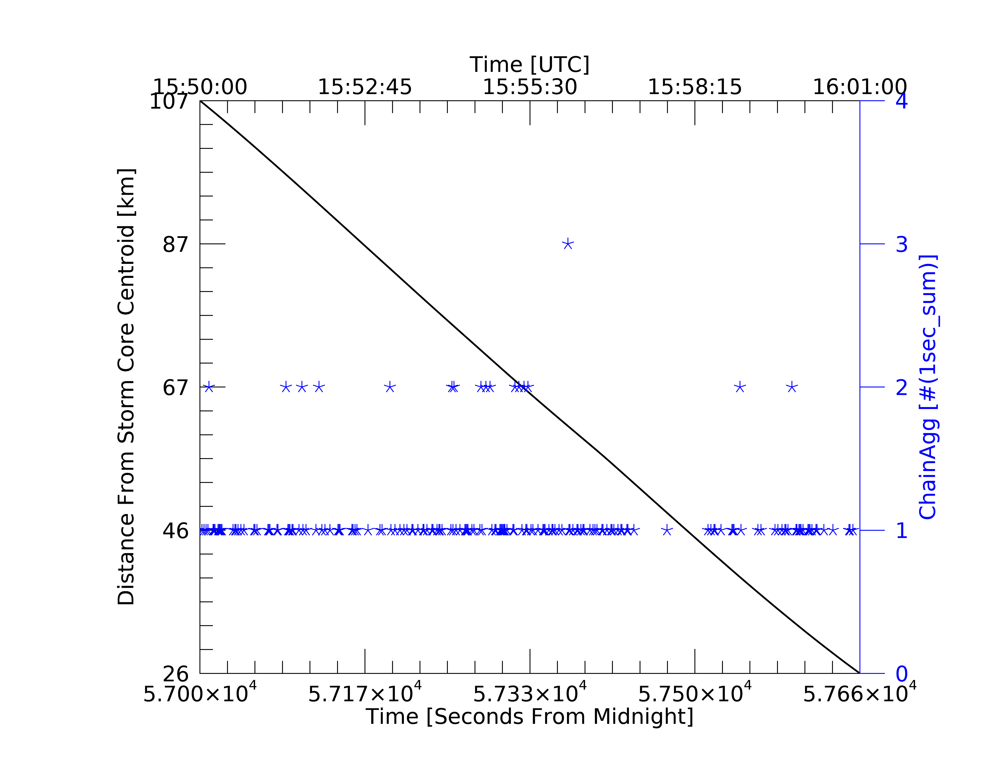 Time [UTC]
15:50:00 15:52:45 15:55:30 15:58:15 16:01:00
107
87
67
46
26
Distance From Storm Core Centroid [km]
4
3
2
1
0
ChainAgg [#(1sec_sum)]
5.700×10⁴ 5.717×10⁴ 5.733×10⁴ 5.750×10⁴ 5.766×10⁴
Time [Seconds From Midnight]